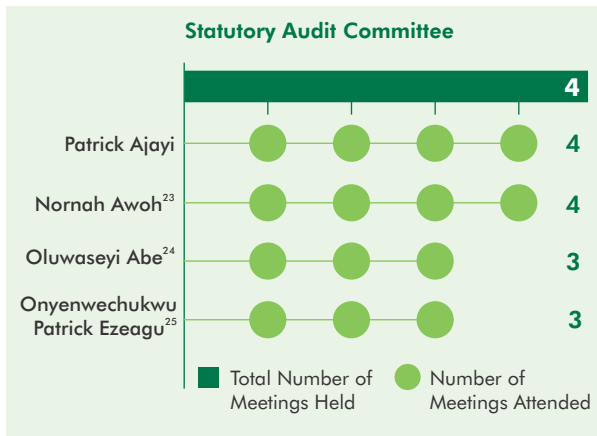 Statutory Audit Committee
4
Patrick Ajayi 4
Nornah Awoh23 4
Oluwaseyi Abe24 3
Onyenwechukwu
Patrick Ezeagu25 3
Total Number of
Meetings Held
Number of
Meetings Attended